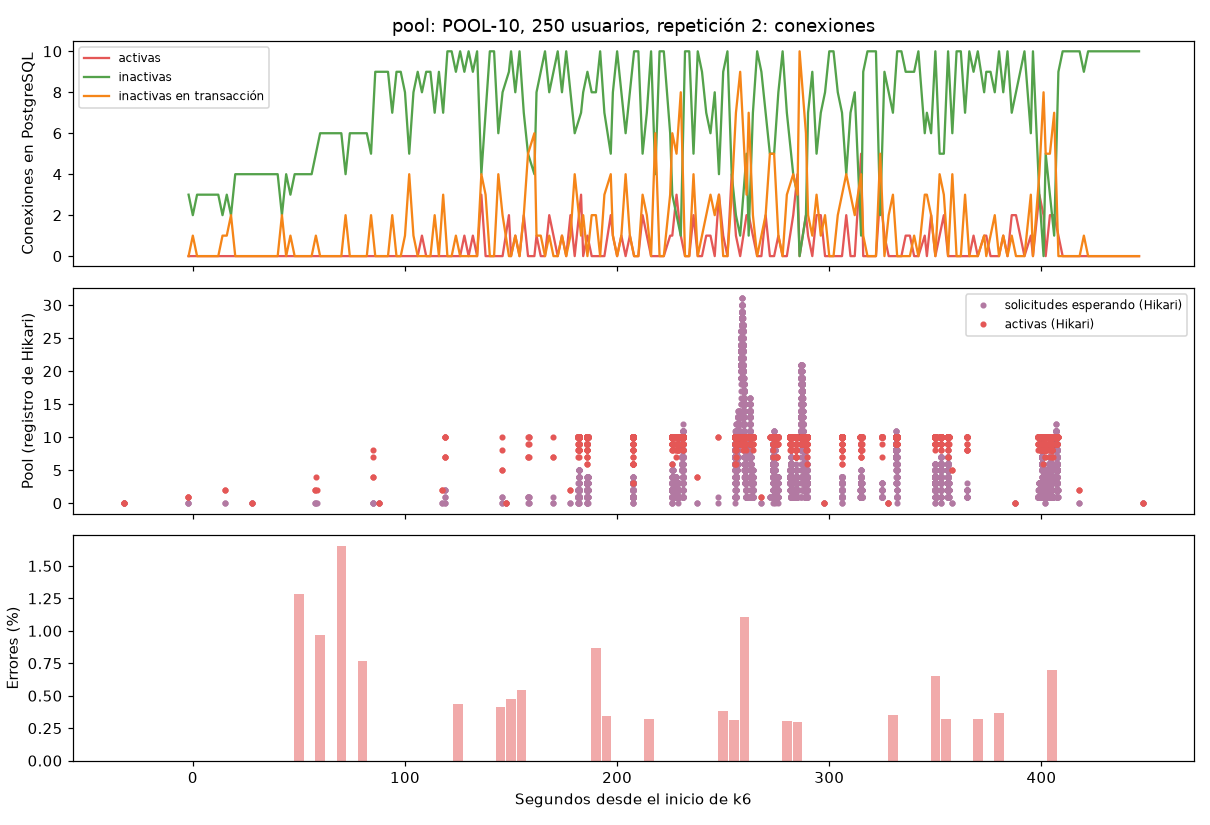 pool: POOL-10, 250 usuarios, repetición 2: conexiones
Conexiones en PostgreSQL
10
8
6
4
2
0
activas
inactivas
inactivas en transacción
Pool (registro de Hikari)
30
25
20
15
10
5
0
solicitudes esperando (Hikari)
activas (Hikari)
Errores (%)
1.50
1.25
1.00
0.75
0.50
0.25
0.00
0
100
200
300
400
Segundos desde el inicio de k6